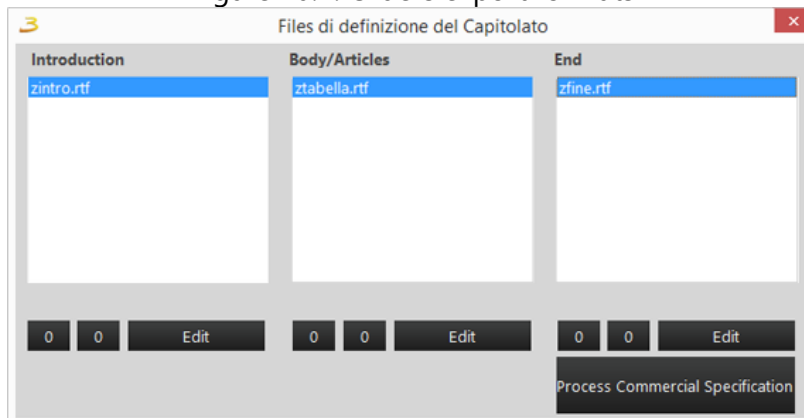 Files di definizione del Capitolato
Introduction
Body/Articles
End
zintro.rtf
ztabella.rtf
zfine.rtf
0 0 Edit
0 0 Edit
0 0 Edit
Process Commercial Specification